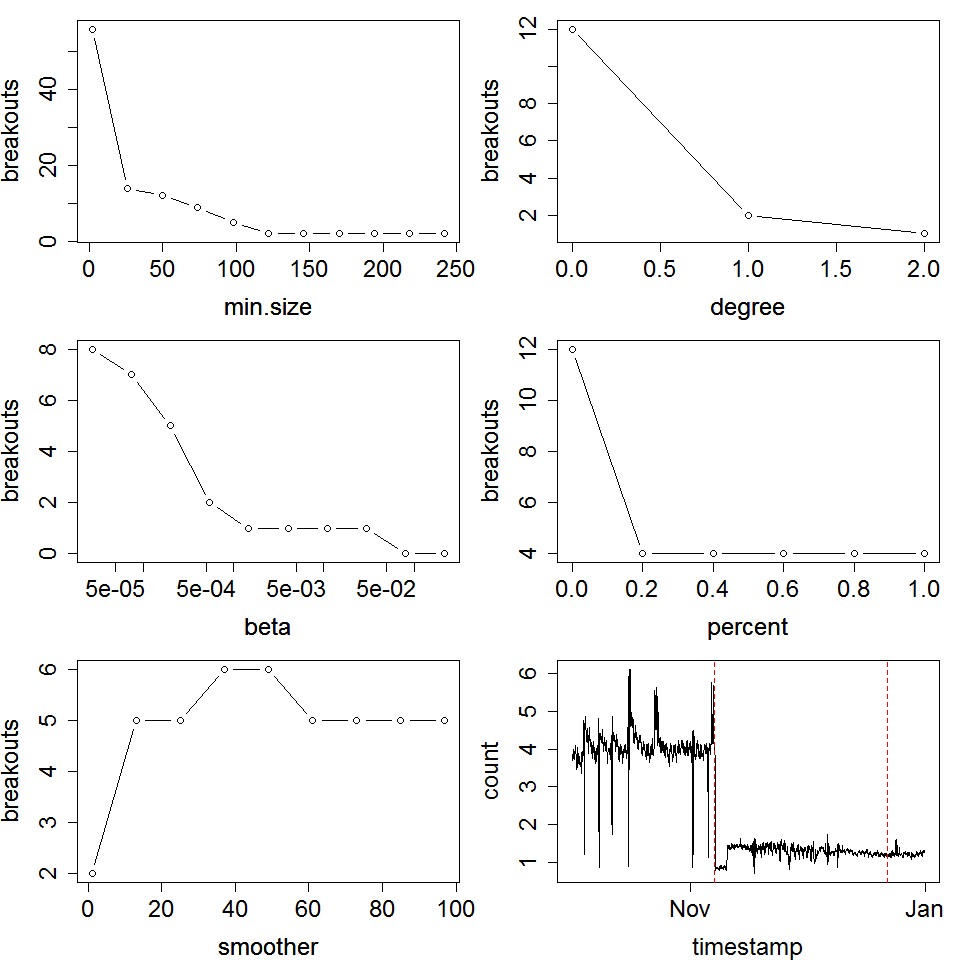 breakouts
0 20 40
0 50 100 150 200 250
min.size
breakouts
2 4 6 8 12
0.0 0.5 1.0 1.5 2.0
degree
breakouts
0 2 4 6 8
5e-05 5e-04 5e-03 5e-02
beta
breakouts
4 6 8 10 12
0.0 0.2 0.4 0.6 0.8 1.0
percent
breakouts
2 3 4 5 6
0 20 40 60 80 100
smoother
count
1 2 3 4 5 6
Nov Jan
timestamp